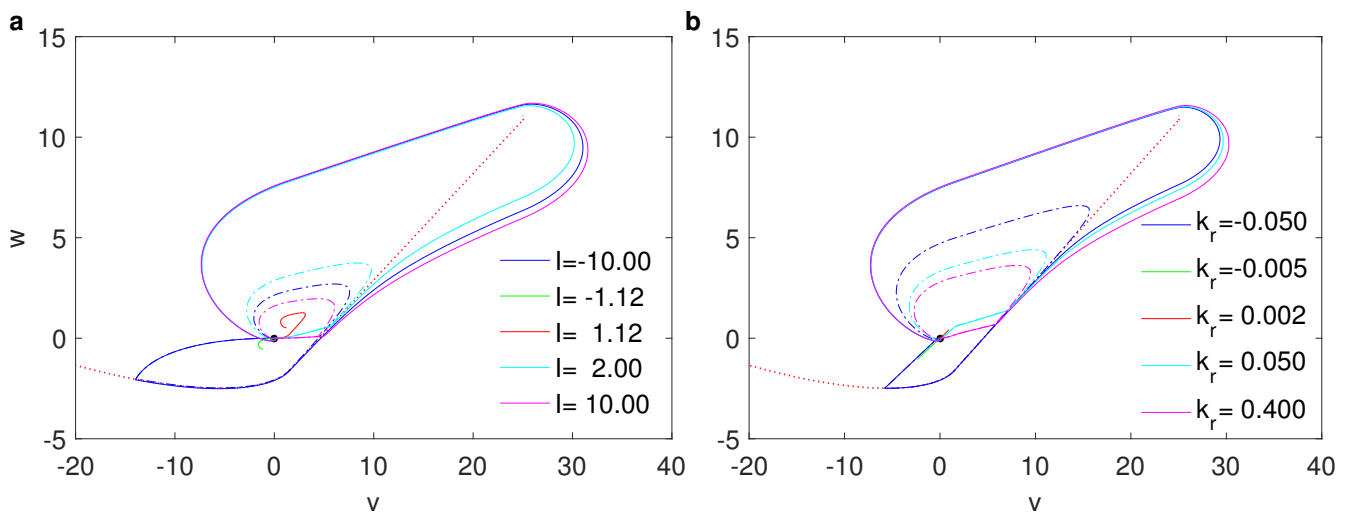 a
15
10
5
0
-5
w
-20 -10 0 10 20 30 40
v
I=-10.00
I= -1.12
I= 1.12
I= 2.00
I= 10.00
b
15
10
5
0
-5
-20 -10 0 10 20 30 40
v
k_r=-0.050
k_r=-0.005
k_r= 0.002
k_r= 0.050
k_r= 0.400